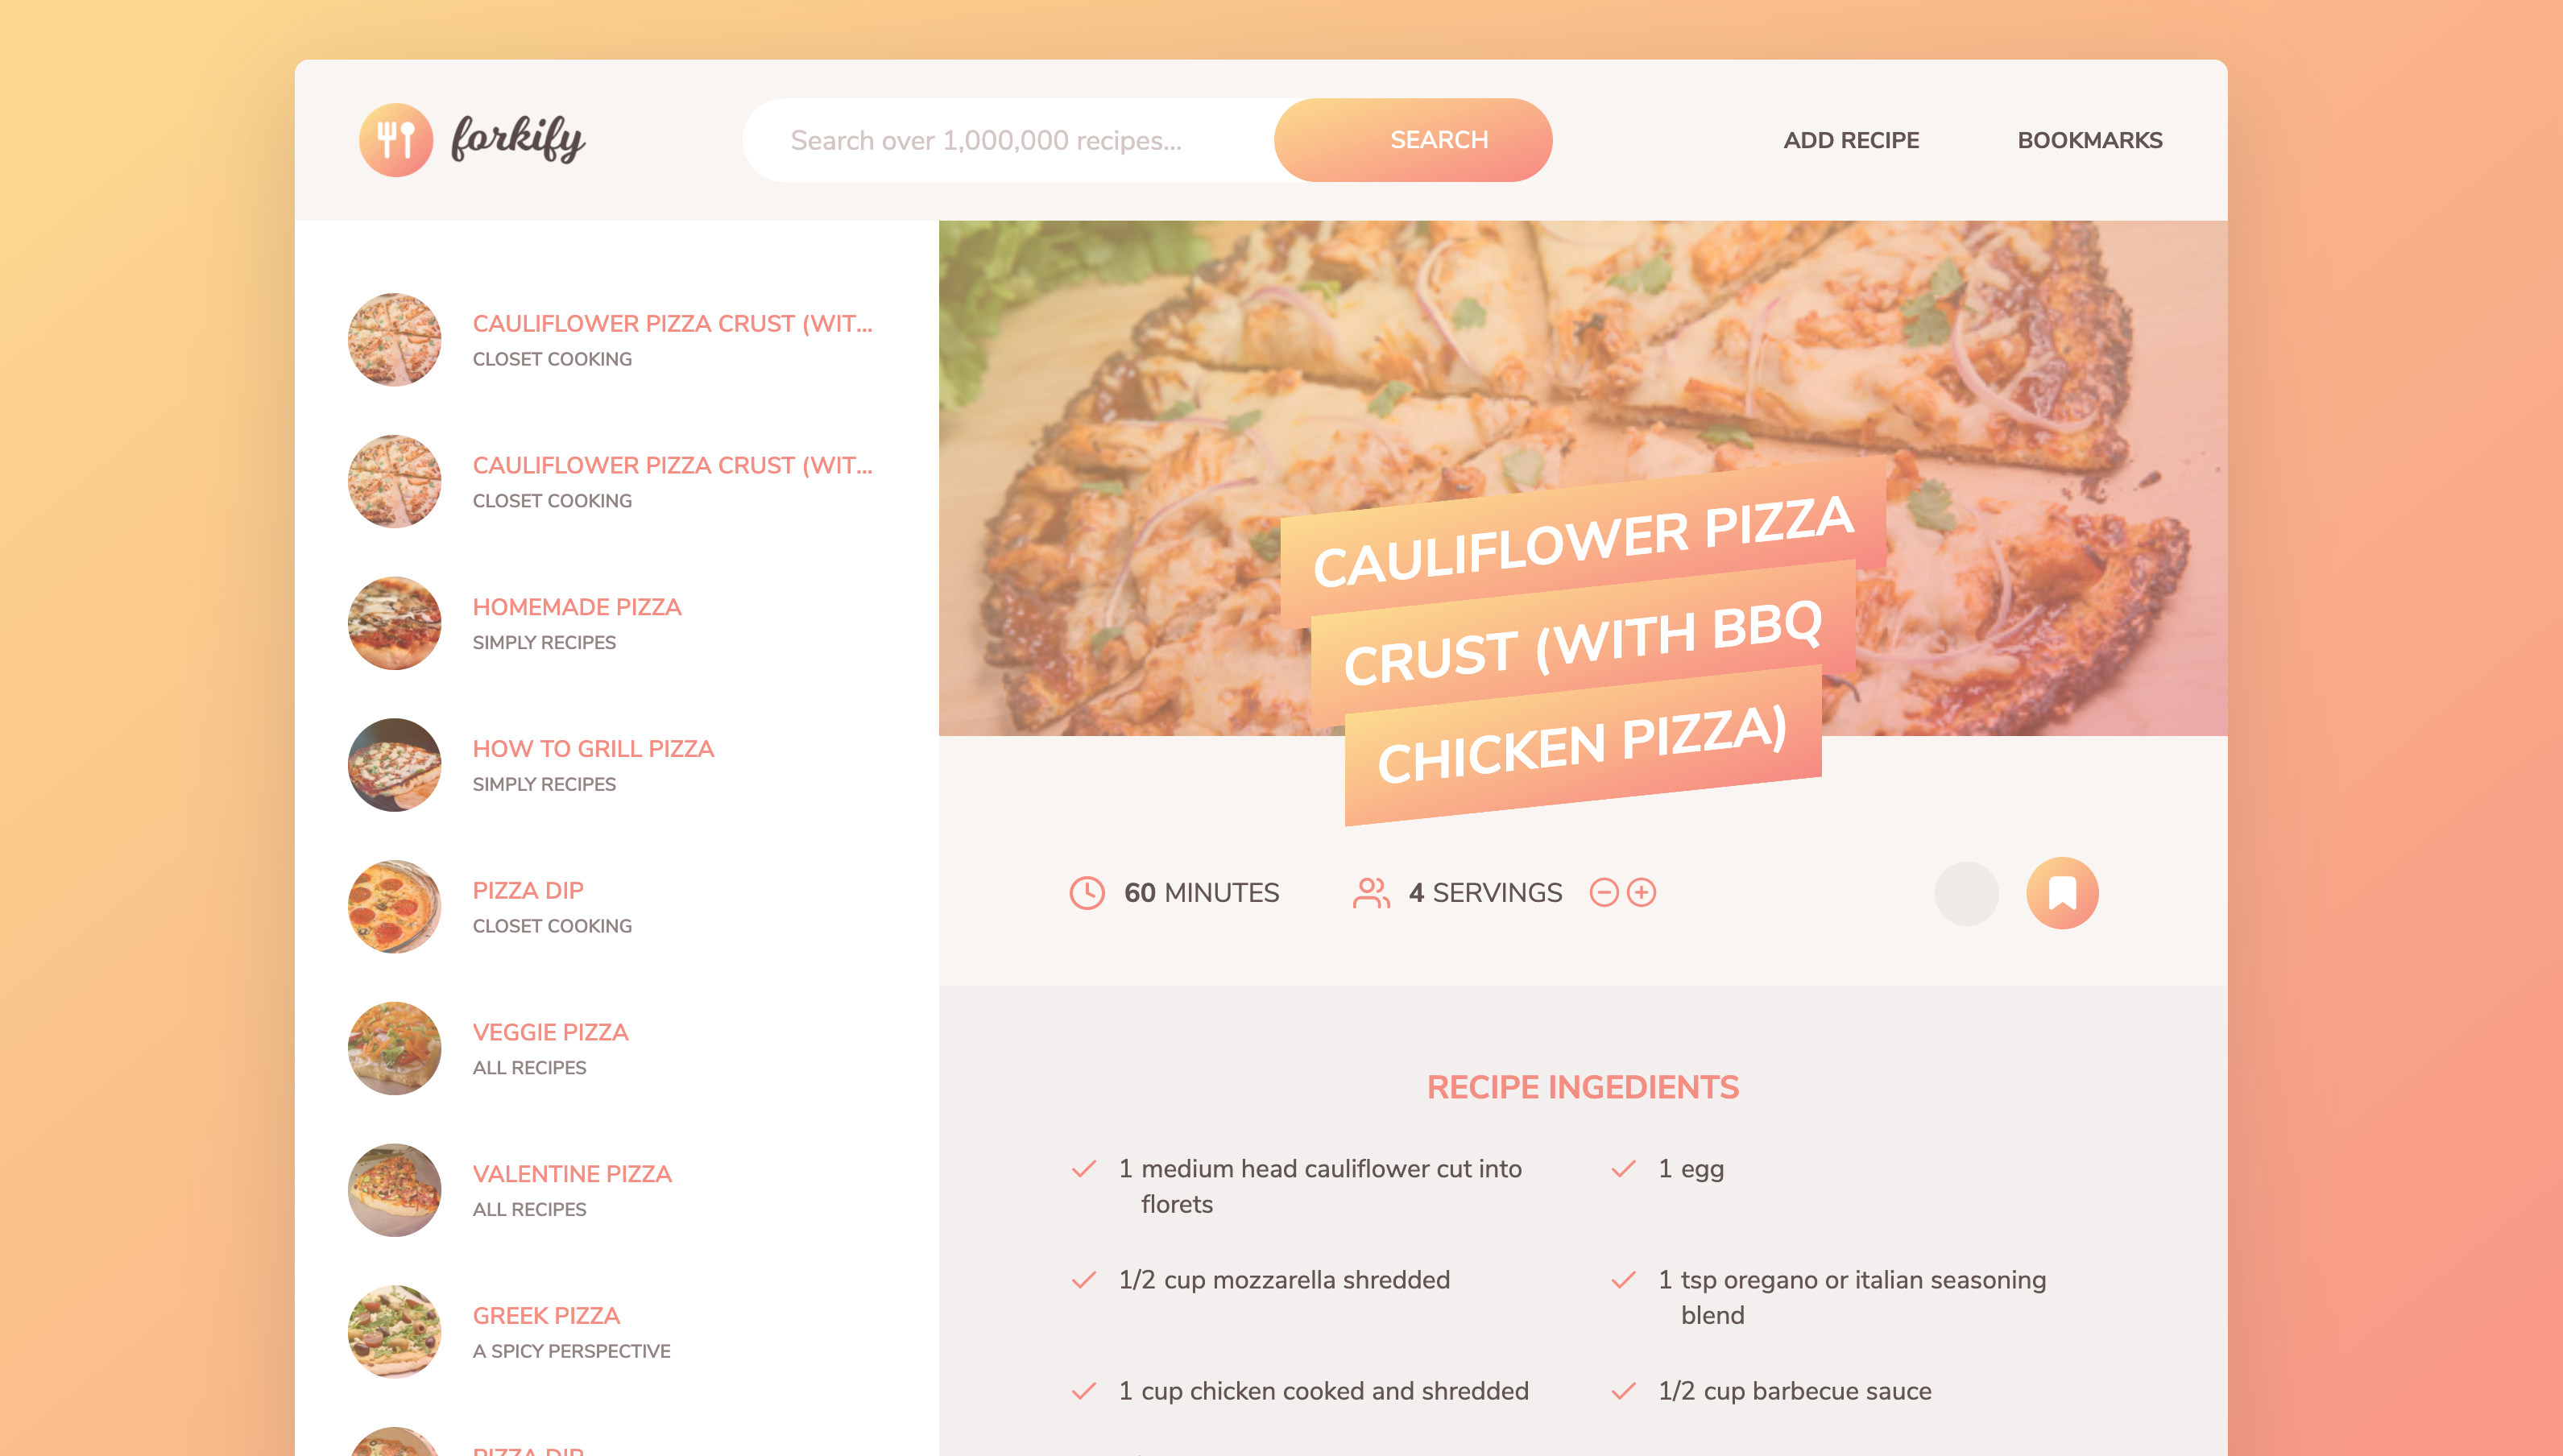 forkify
Search over 1,000,000 recipes...
SEARCH
ADD RECIPE
BOOKMARKS
CAULIFLOWER PIZZA CRUST (WIT...
CLOSET COOKING
CAULIFLOWER PIZZA CRUST (WIT...
CLOSET COOKING
HOMEMADE PIZZA
SIMPLY RECIPES
HOW TO GRILL PIZZA
SIMPLY RECIPES
PIZZA DIP
CLOSET COOKING
VEGGIE PIZZA
ALL RECIPES
VALENTINE PIZZA
ALL RECIPES
GREEK PIZZA
A SPICY PERSPECTIVE
PIZZA DIP
CAULIFLOWER PIZZA
CRUST (WITH BBQ
CHICKEN PIZZA)
60 MINUTES
4 SERVINGS
RECIPE INGEDIENTS
1 medium head cauliflower cut into
florets
1 egg
1/2 cup mozzarella shredded
1 tsp oregano or italian seasoning
blend
1 cup chicken cooked and shredded
1/2 cup barbecue sauce